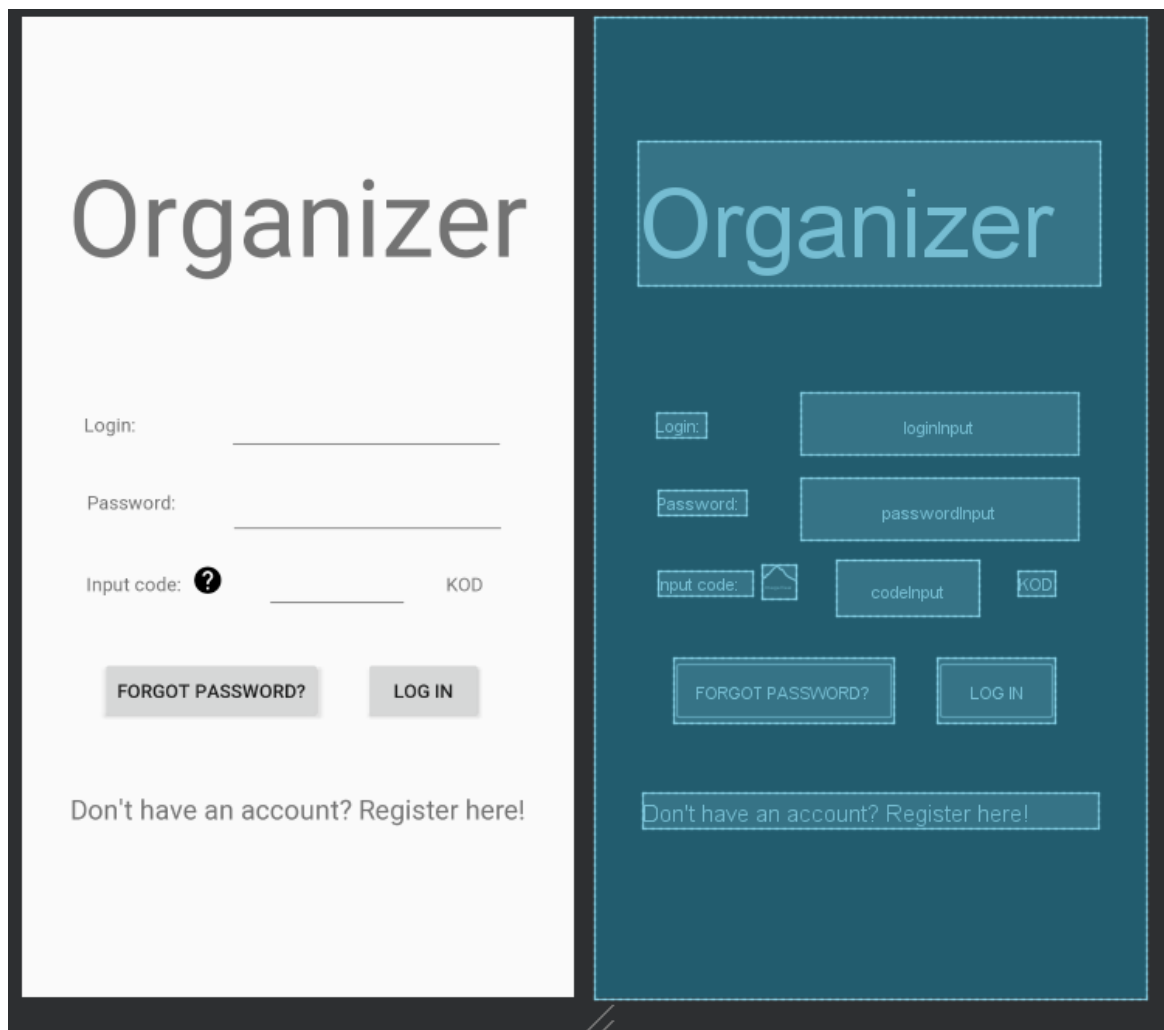 Organizer
Login:
Password:
Input code: ? KOD
FORGOT PASSWORD? LOG IN
Don't have an account? Register here!
Organizer
Login: loginInput
Password: passwordInput
Input code: codeInput KOD
FORGOT PASSWORD? LOG IN
Don't have an account? Register here!